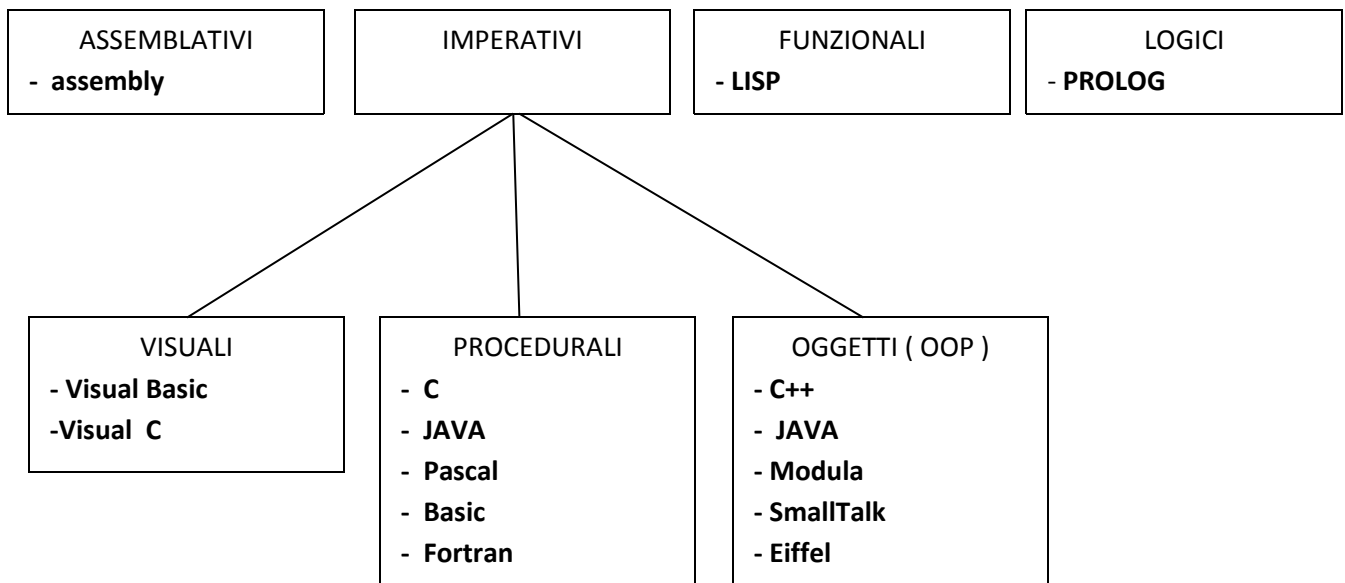 ASSEMBLATIVI
- assembly
IMPERATIVI
FUNZIONALI
- LISP
LOGICI
- PROLOG
VISUALI
- Visual Basic
-Visual C
PROCEDURALI
- C
- JAVA
- Pascal
- Basic
- Fortran
OGGETTI ( OOP )
- C++
- JAVA
- Modula
- SmallTalk
- Eiffel